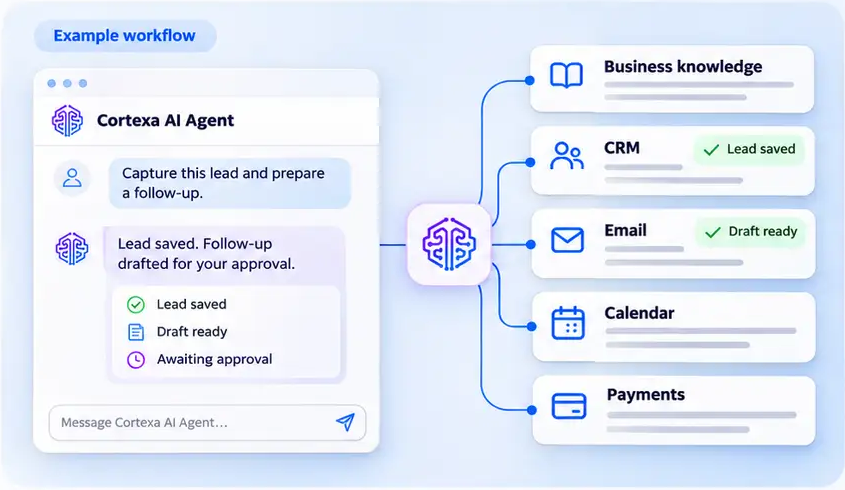 Example workflow
Cortexa AI Agent
Capture this lead and prepare
a follow-up.
Lead saved. Follow-up
drafted for your approval.
Lead saved
Draft ready
Awaiting approval
Message Cortexa AI Agent...
Business knowledge
CRM
Lead saved
Email
Draft ready
Calendar
Payments